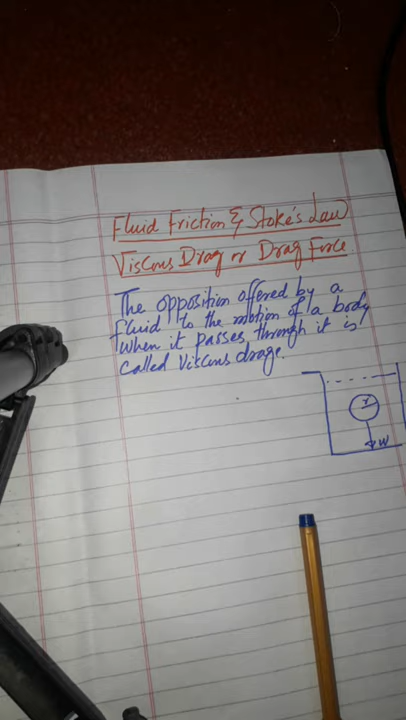 Fluid Friction & Stoke's Law
Viscous Drag or Drag Force
The opposition offered by a
fluid to the motion of a body
when it passes through it is
called Viscous drage.
r
W